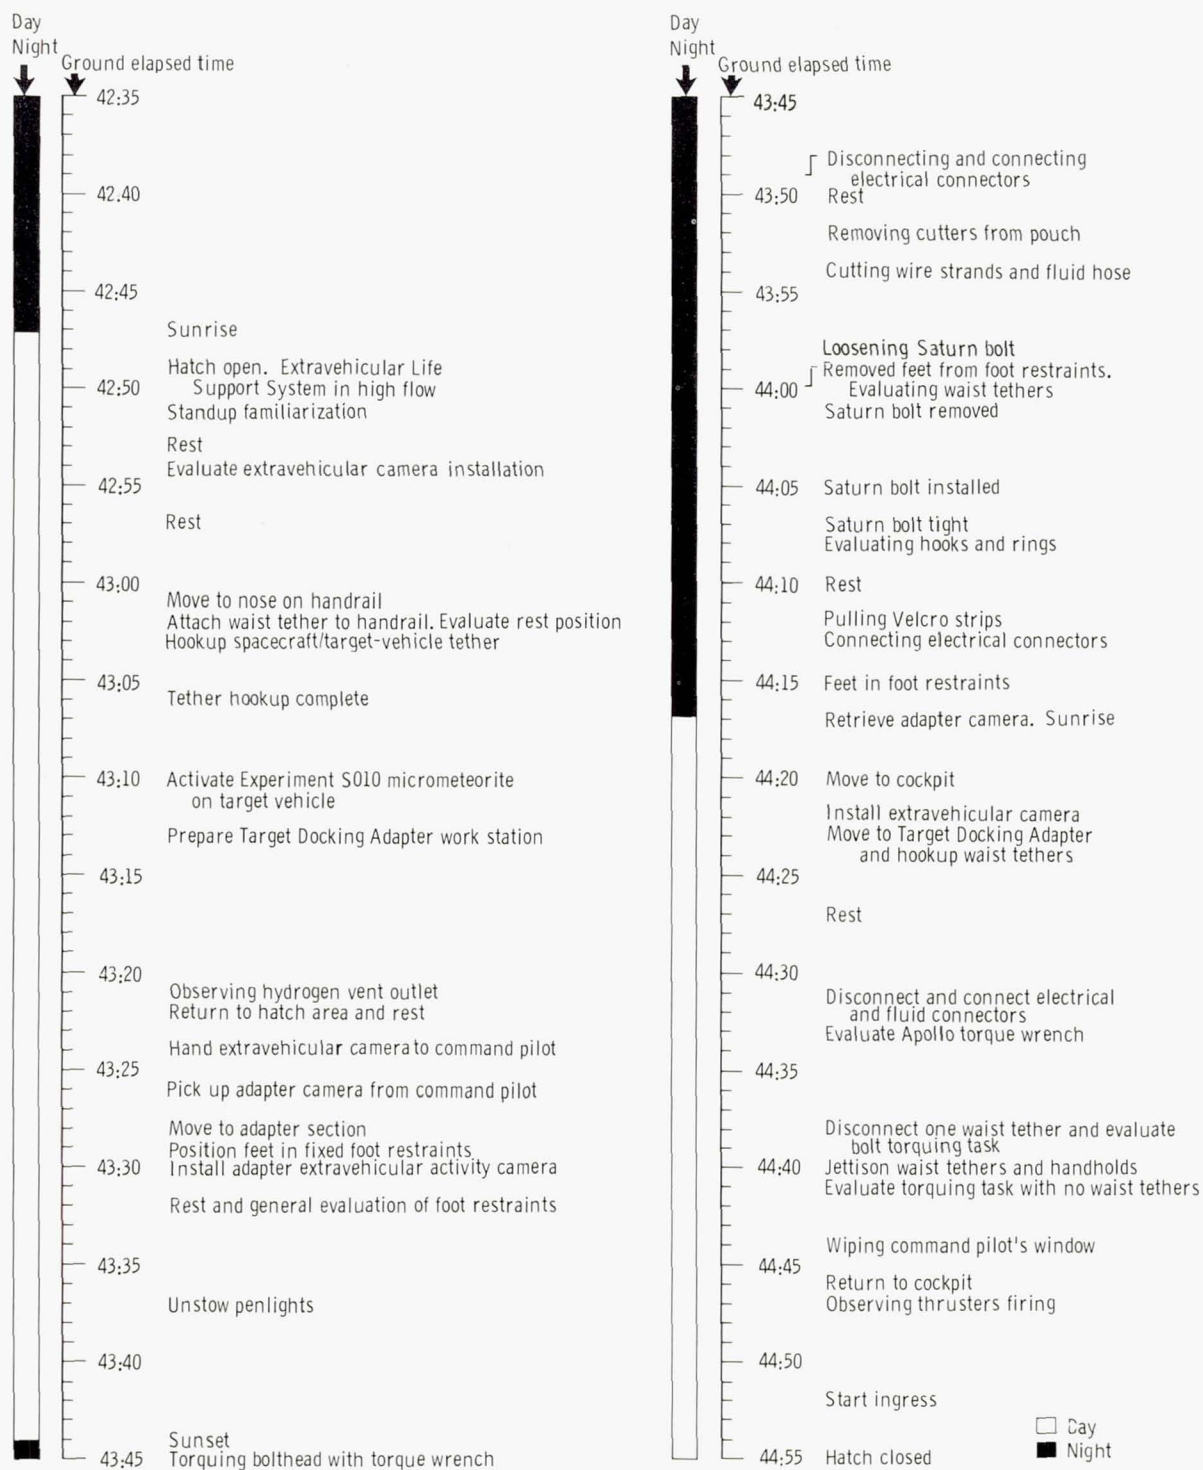 Day
Night
Ground elapsed time
42:35
42.40
42:45
Sunrise
Hatch open. Extravehicular Life
42:50 Support System in high flow
Standup familiarization
Rest
Evaluate extravehicular camera installation
42:55
Rest
43:00
Move to nose on handrail
Attach waist tether to handrail. Evaluate rest position
Hookup spacecraft/target-vehicle tether
43:05
Tether hookup complete
43:10 Activate Experiment S010 micrometeorite
on target vehicle
Prepare Target Docking Adapter work station
43:15
43:20
Observing hydrogen vent outlet
Return to hatch area and rest
Hand extravehicular camera to command pilot
43:25
Pick up adapter camera from command pilot
Move to adapter section
Position feet in fixed foot restraints
43:30 Install adapter extravehicular activity camera
Rest and general evaluation of foot restraints
43:35
Unstow penlights
43:40
Sunset
43:45 Torquing bolthead with torque wrench
Day
Night
Ground elapsed time
43:45
Disconnecting and connecting
electrical connectors
43:50 Rest
Removing cutters from pouch
Cutting wire strands and fluid hose
43:55
Loosening Saturn bolt
Removed feet from foot restraints.
44:00 Evaluating waist tethers
Saturn bolt removed
44:05 Saturn bolt installed
Saturn bolt tight
Evaluating hooks and rings
44:10 Rest
Pulling Velcro strips
Connecting electrical connectors
44:15 Feet in foot restraints
Retrieve adapter camera. Sunrise
44:20 Move to cockpit
Install extravehicular camera
Move to Target Docking Adapter
and hookup waist tethers
44:25
Rest
44:30
Disconnect and connect electrical
and fluid connectors
Evaluate Apollo torque wrench
44:35
Disconnect one waist tether and evaluate
bolt torquing task
44:40 Jettison waist tethers and handholds
Evaluate torquing task with no waist tethers
Wiping command pilot's window
44:45
Return to cockpit
Observing thrusters firing
44:50
Start ingress
Day
Night
44:55 Hatch closed